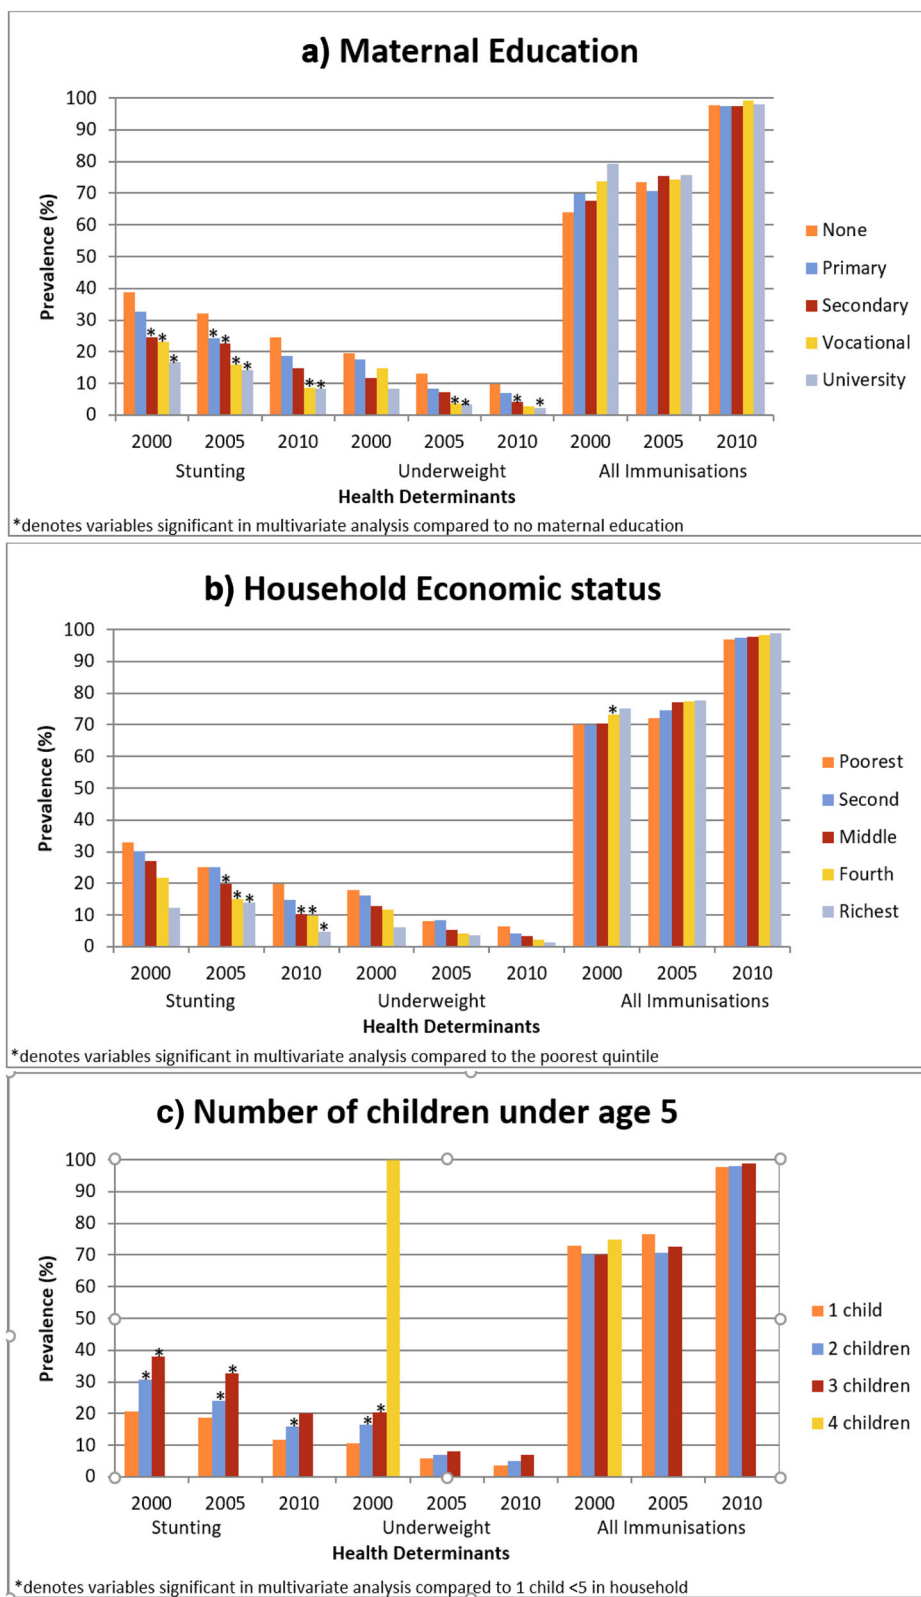 a) Maternal Education
100
90
80
70
60
50
40
30
20
10
0
Prevalence (%)
* * * * * * * * * * * * *
2000 2005 2010 2000 2005 2010 2000 2005 2010
Stunting Underweight All Immunisations
Health Determinants
None
Primary
Secondary
Vocational
University
*denotes variables significant in multivariate analysis compared to no maternal education
b) Household Economic status
100
90
80
70
60
50
40
30
20
10
0
Prevalence (%)
* * * * * * *
2000 2005 2010 2000 2005 2010 2000 2005 2010
Stunting Underweight All Immunisations
Health Determinants
Poorest
Second
Middle
Fourth
Richest
*denotes variables significant in multivariate analysis compared to the poorest quintile
c) Number of children under age 5
100
90
80
70
60
50
40
30
20
10
0
Prevalence (%)
* * * * * * *
2000 2005 2010 2000 2005 2010 2000 2005 2010
Stunting Underweight All Immunisations
Health Determinants
1 child
2 children
3 children
4 children
*denotes variables significant in multivariate analysis compared to 1 child <5 in household